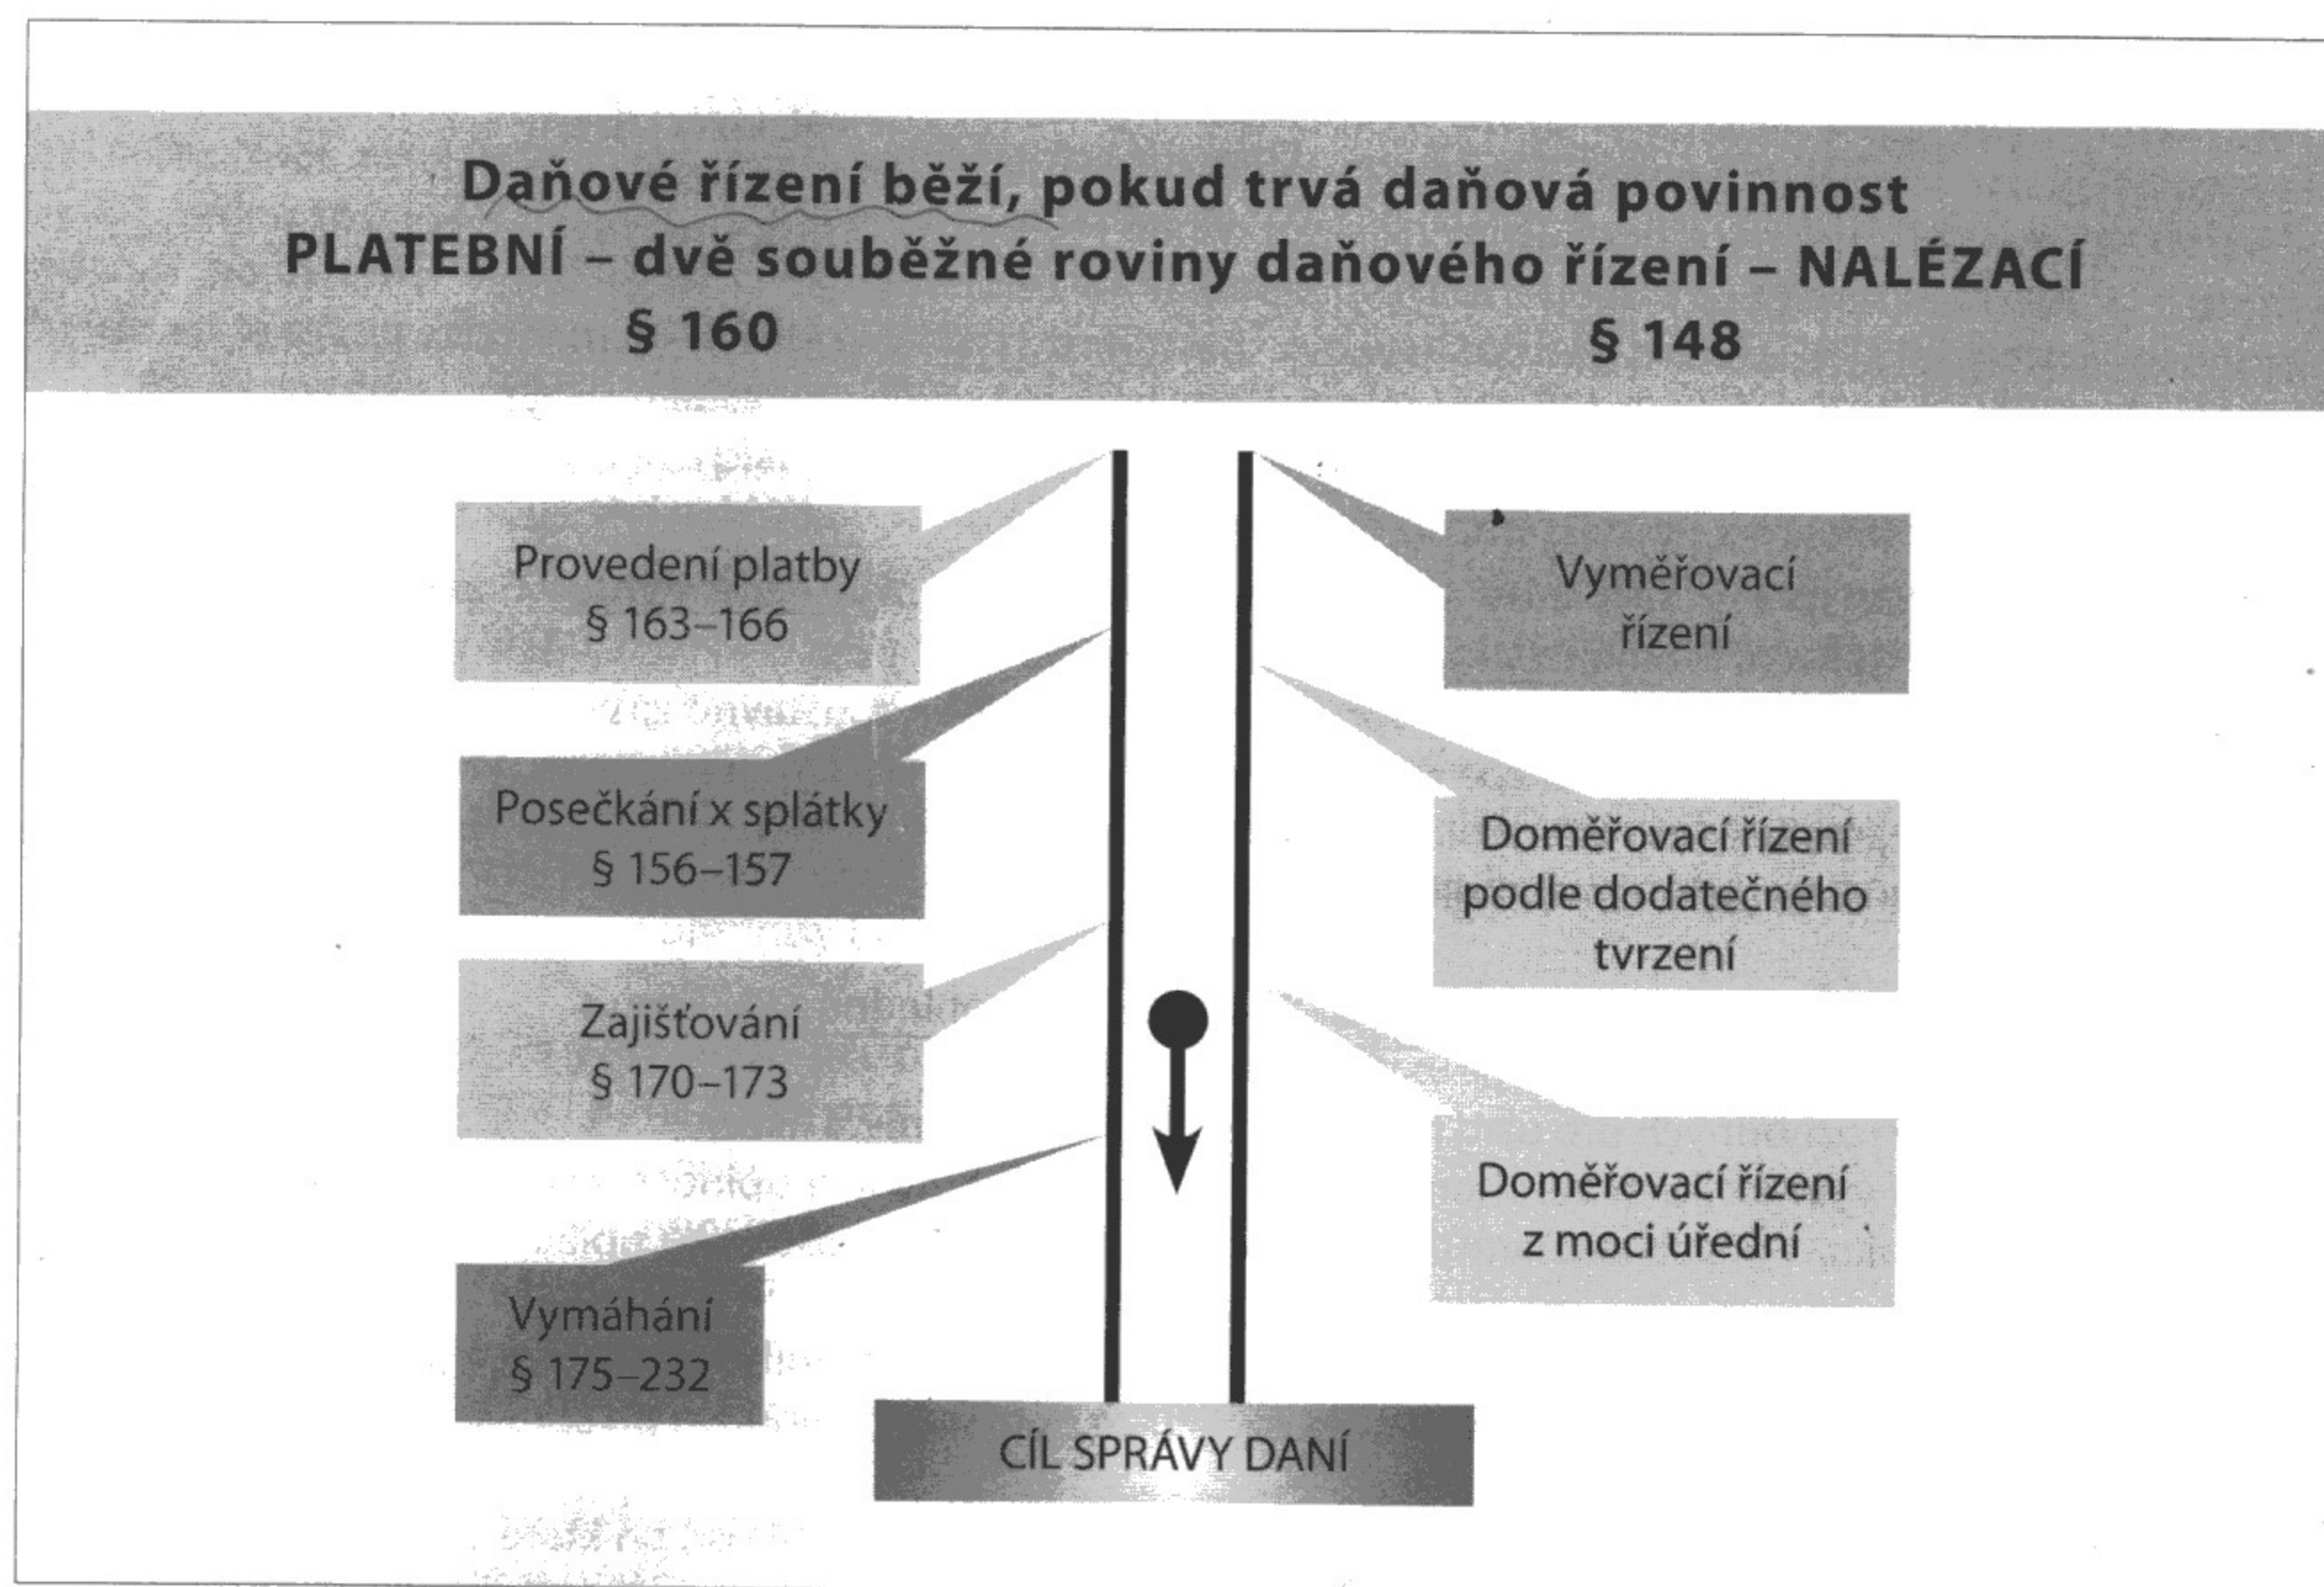 Daňové řízení běží, pokud trvá daňová povinnost
PLATEBNÍ – dvě souběžné roviny daňového řízení – NALÉZACÍ
§ 160
§ 148
Provedení platby
§ 163–166
Posečkání x splátky
§ 156–157
Zajišťování
§ 170–173
Vymáhání
§ 175–232
Vyměřovací
řízení
Doměřovací řízení
podle dodatečného
tvrzení
Doměřovací řízení
z moci úřední
CÍL SPRÁVY DANÍ